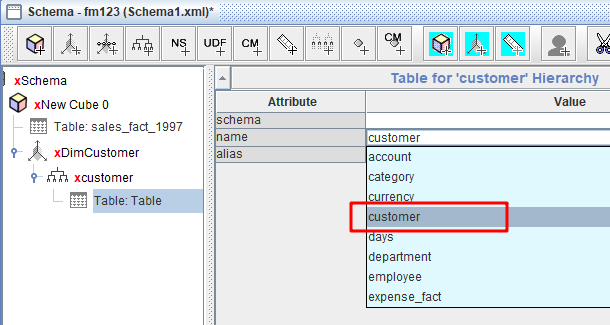 Schema - fm123 (Schema1.xml)*
NS UDF CM CM
xSchema
xNew Cube 0
Table: sales_fact_1997
xDimCustomer
xcustomer
Table: Table
Table for 'customer' Hierarchy
Attribute Value
schema
name customer
alias
account
category
currency
customer
days
department
employee
expense_fact